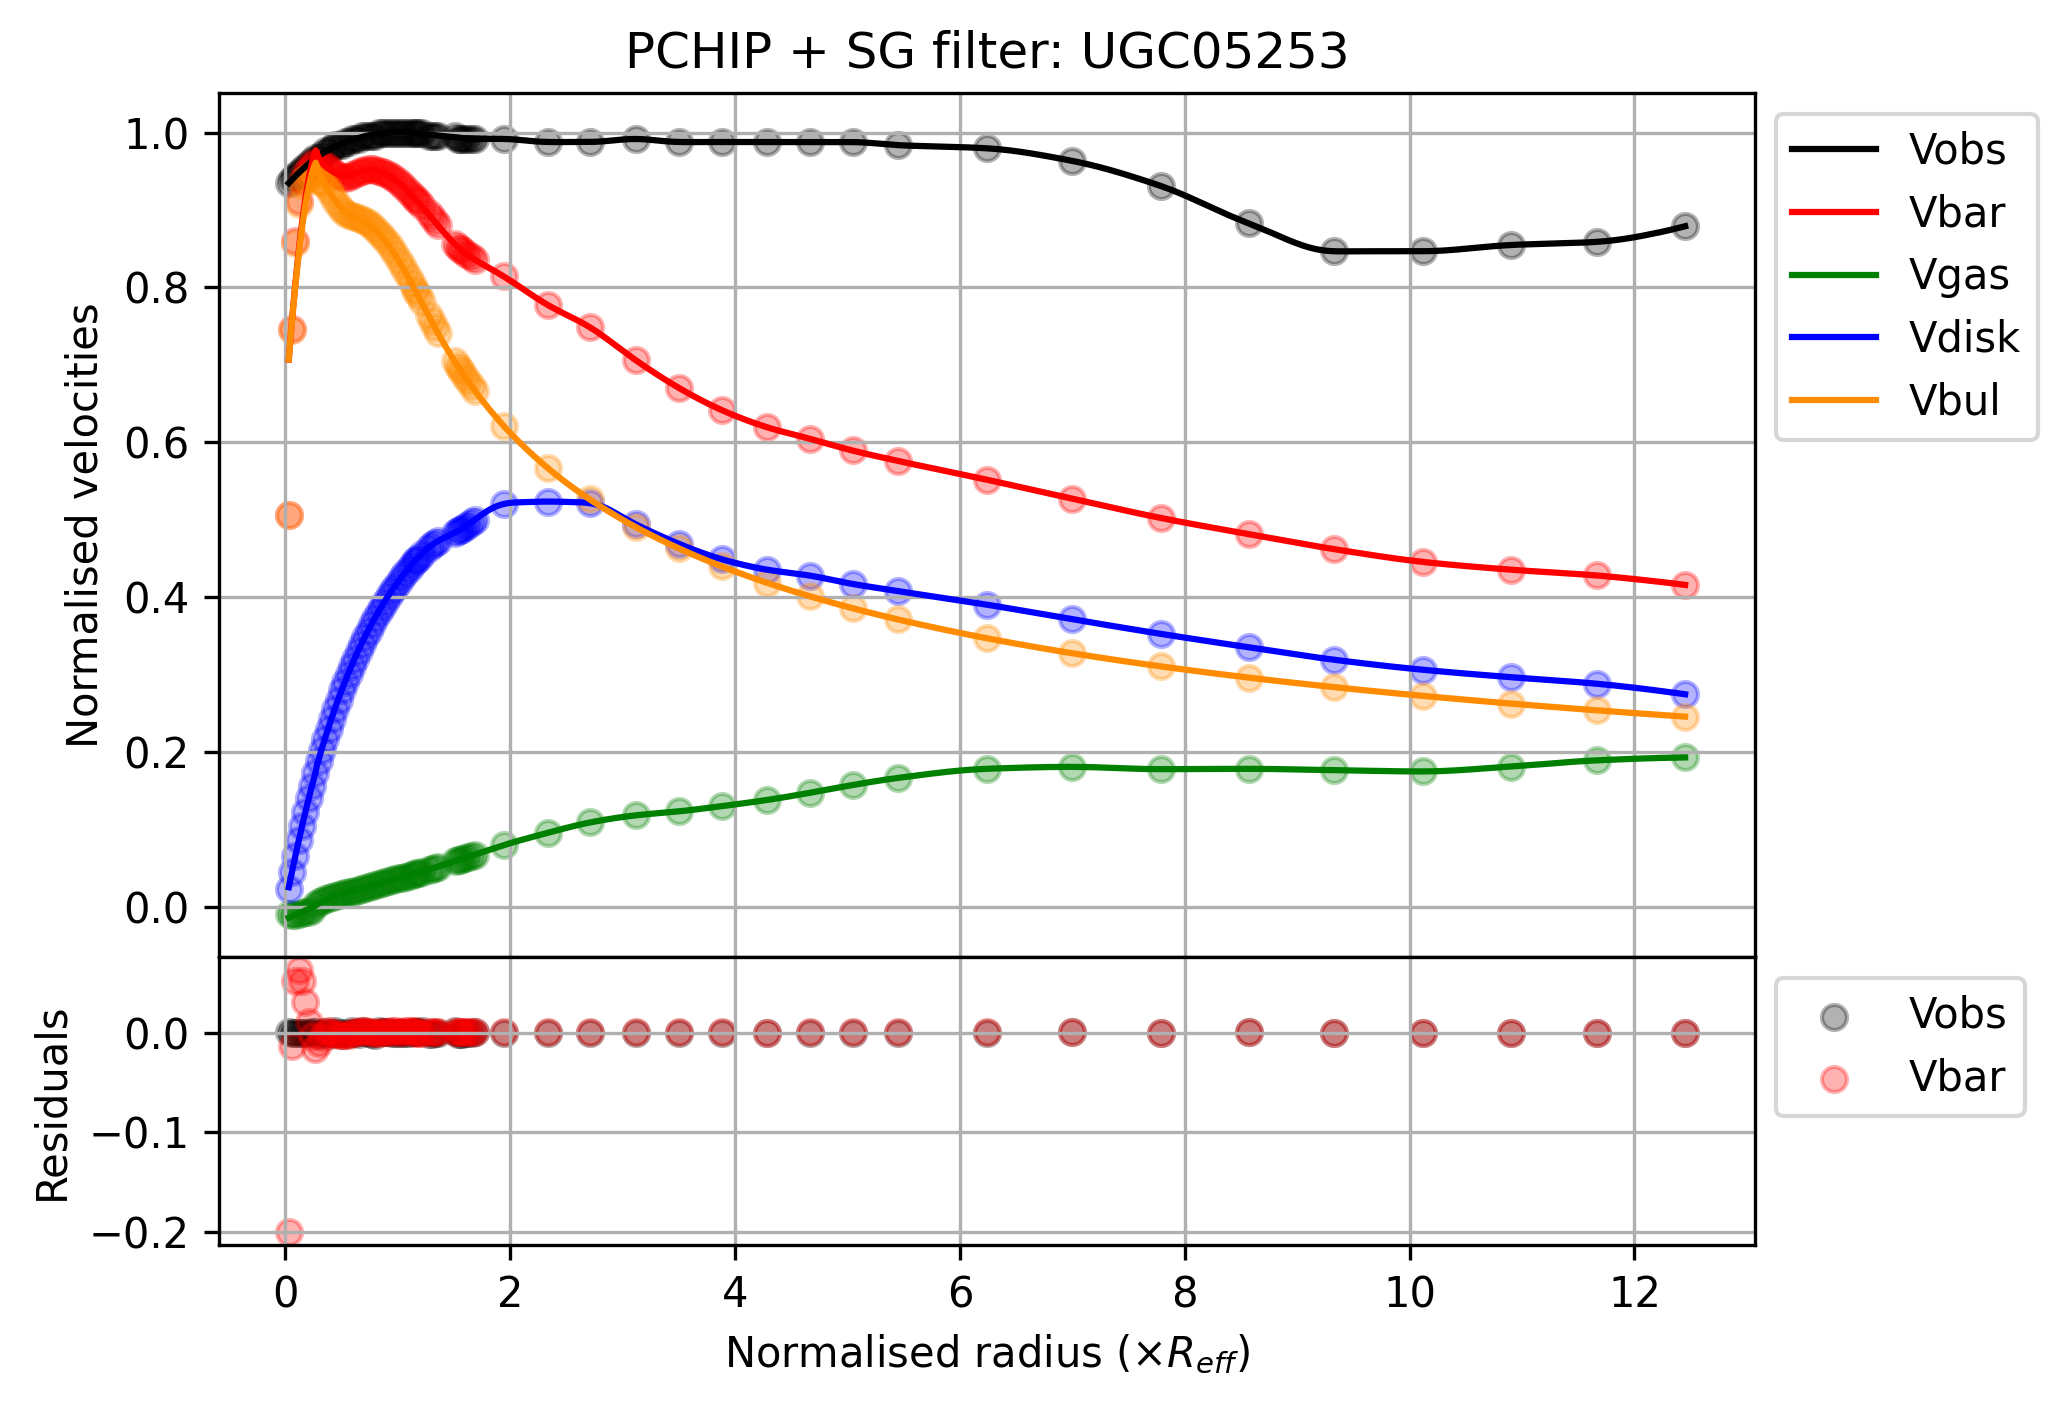 PCHIP + SG filter: UGC05253
Normalised velocities
1.0
0.8
0.6
0.4
0.2
0.0
Vobs
Vbar
Vgas
Vdisk
Vbul
Residuals
0.0
−0.1
−0.2
Vobs
Vbar
0 2 4 6 8 10 12
Normalised radius (×R_{eff})